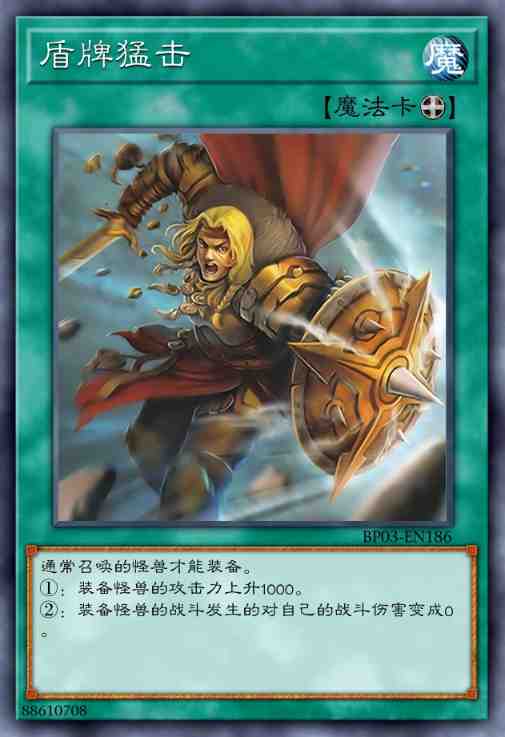 盾牌猛击
魔
【魔法卡】
BP03-EN186
通常召唤的怪兽才能装备。
①：装备怪兽的攻击力上升1000。
②：装备怪兽的战斗发生的对自己的战斗伤害变成0
。
88610708